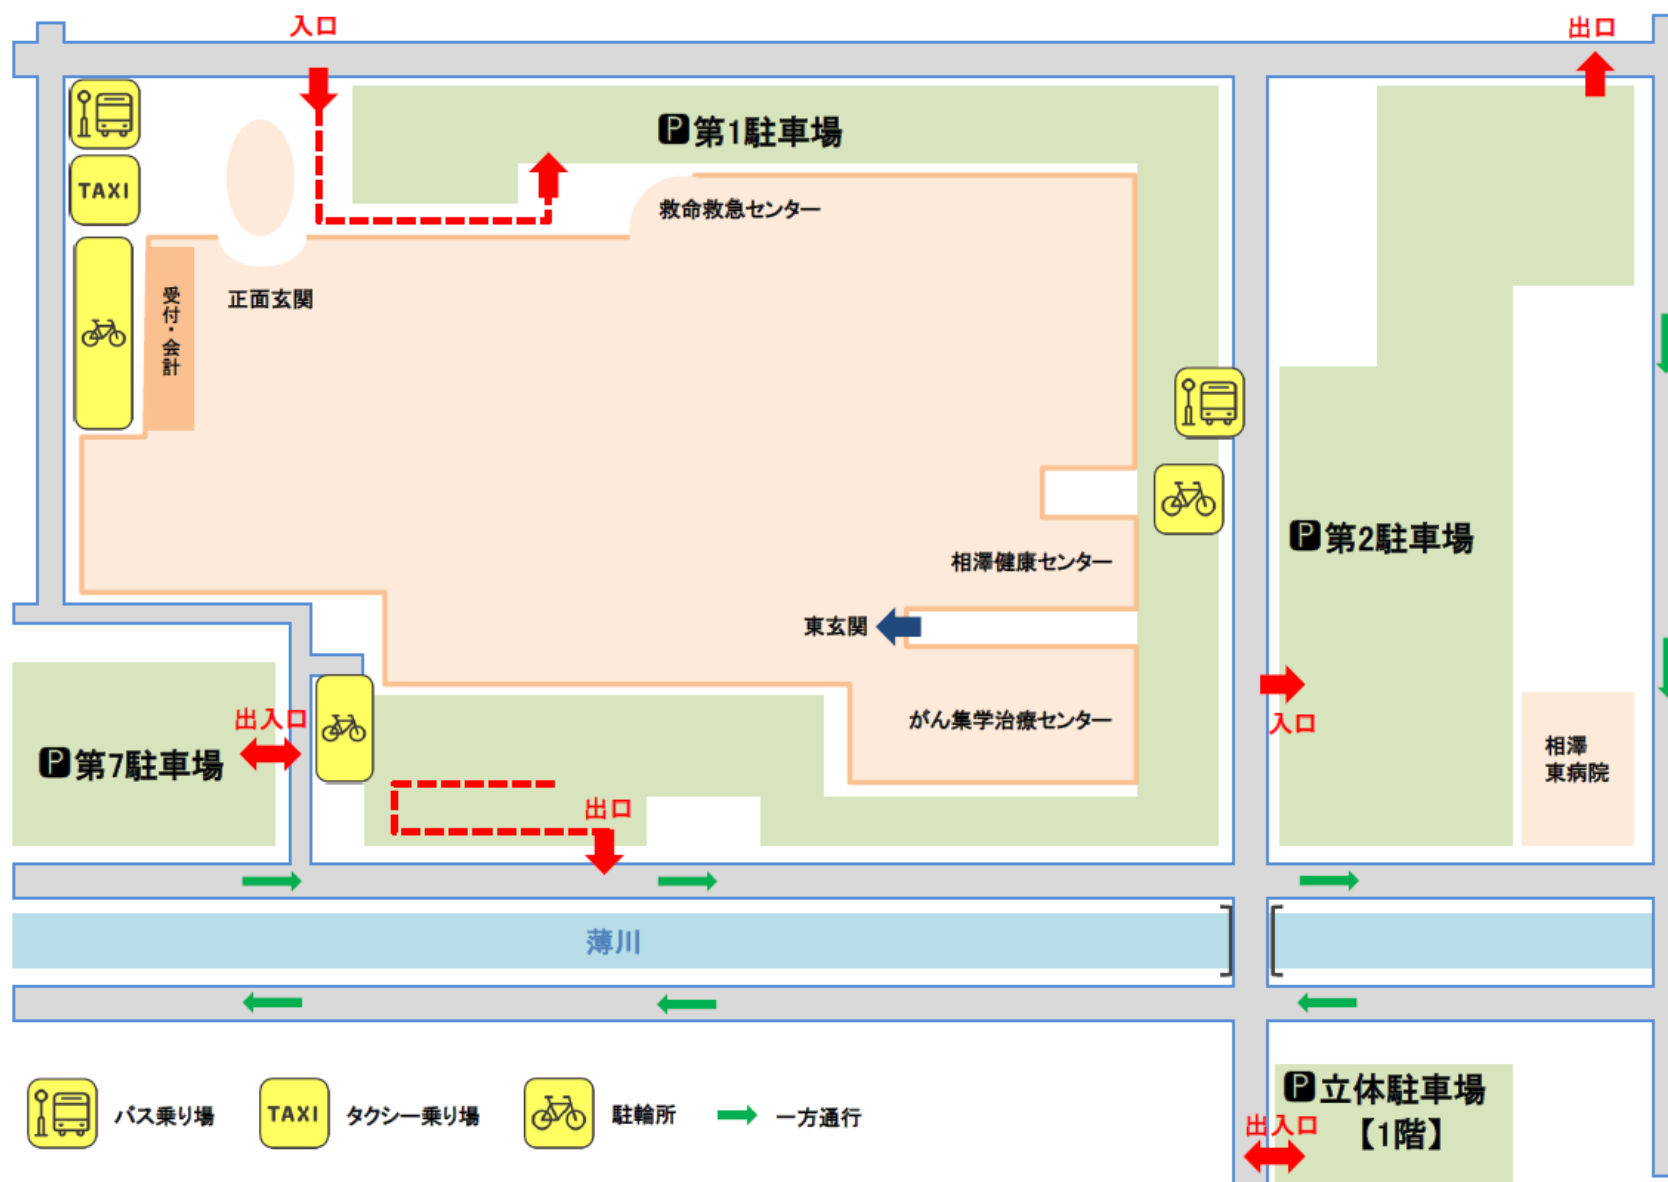 入口
出口
P第1駐車場
TAXI
救命救急センター
受付・会計
正面玄関
P第2駐車場
相澤健康センター
東玄関
入口
がん集学治療センター
出入口
P第7駐車場
相澤
東病院
出口
薄川
P立体駐車場
【1階】
出入口
バス乗り場
TAXI
タクシー乗り場
駐輪所
一方通行